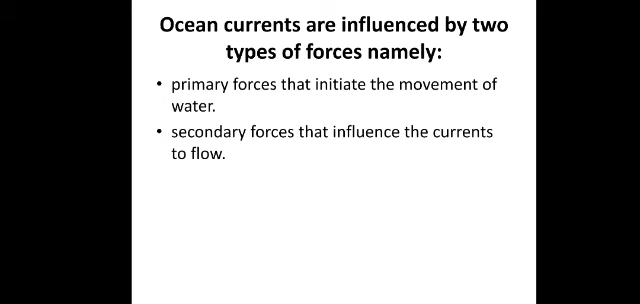 Ocean currents are influenced by two
types of forces namely:
• primary forces that initiate the movement of
water.
• secondary forces that influence the currents
to flow.